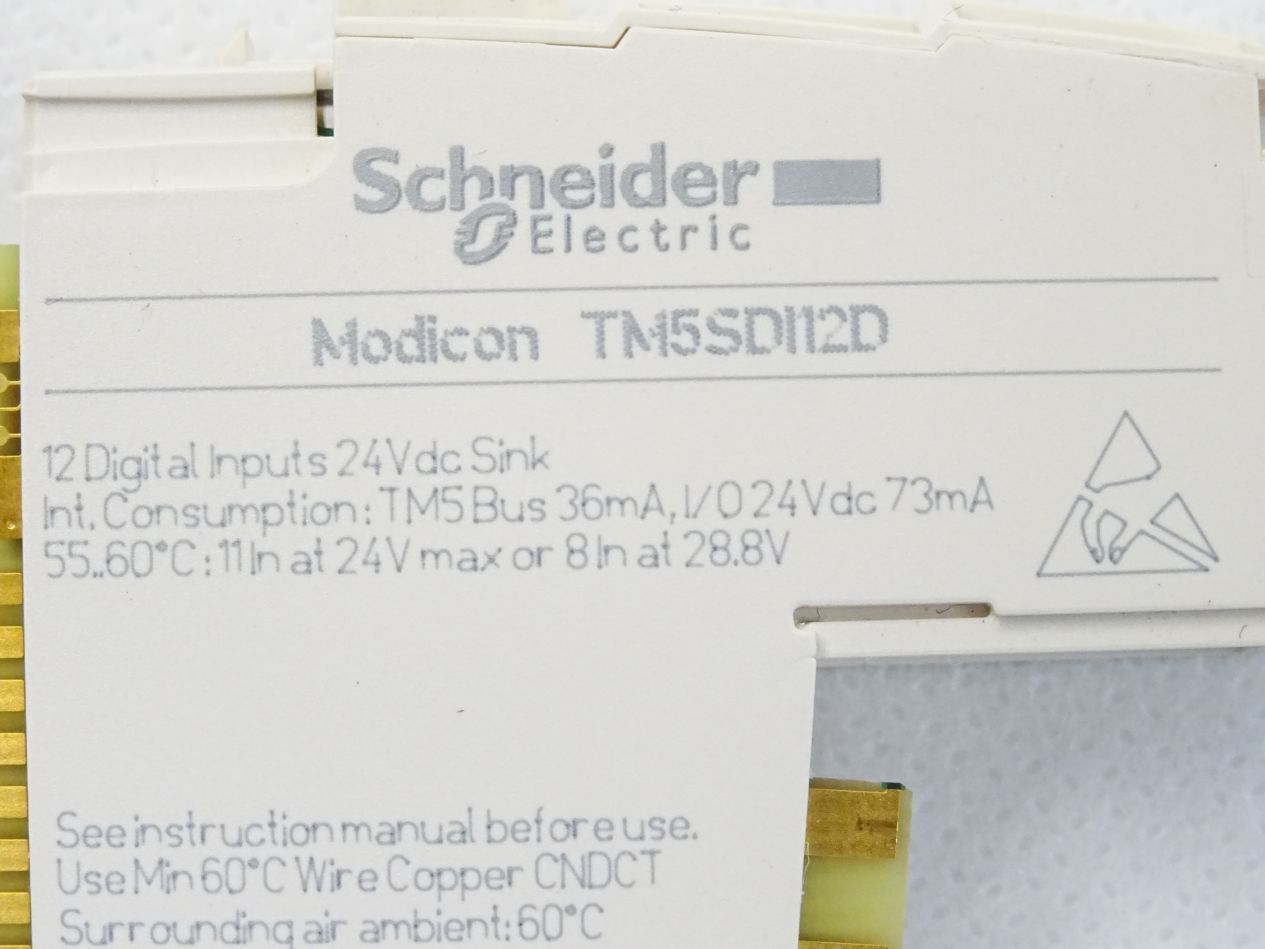 Schneider
Electric
Modicon TM5SDI12D
12 Digital Inputs 24Vdc Sink
Int. Consumption: TM5 Bus 36mA, I/O 24Vdc 73mA
55..60°C: 11 In at 24V max or 8 In at 28.8V
See instruction manual before use.
Use Min 60°C Wire Copper CNDCT
Surrounding air ambient: 60°C